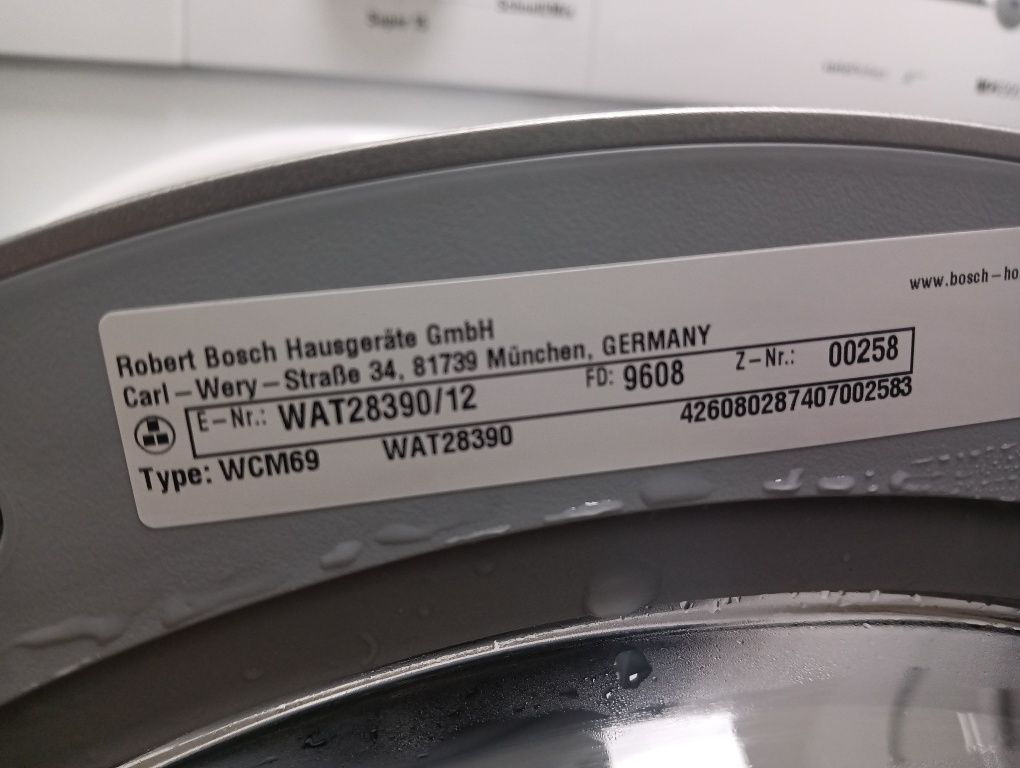 www.bosch-ho
Robert Bosch Hausgeräte GmbH
Carl-Wery-Straße 34, 81739 München, GERMANY
E-Nr.: WAT28390/12 FD: 9608 Z-Nr.: 00258
Type: WCM69 WAT28390 426080287407002583